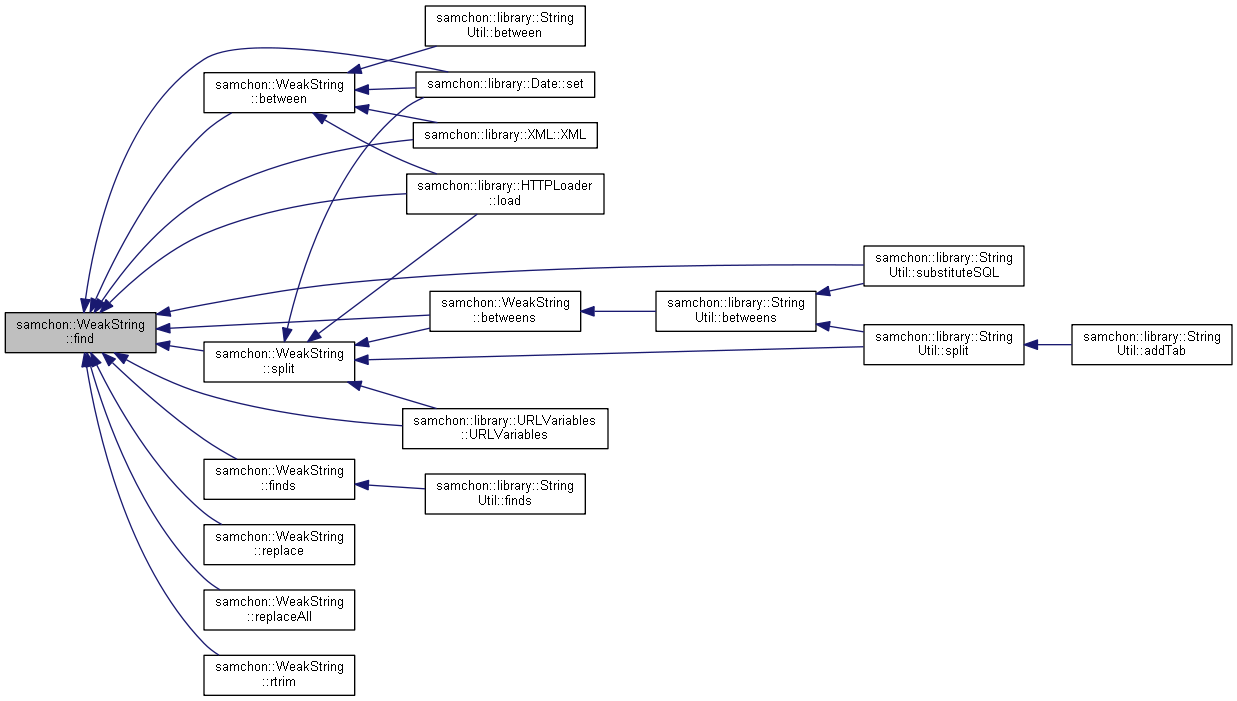 samchon::library::String
Util::between
samchon::WeakString
::between
samchon::library::Date::set
samchon::library::XML::XML
samchon::library::HTTPLoader
::load
samchon::library::String
Util::substituteSQL
samchon::WeakString
::find
samchon::WeakString
::betweens
samchon::library::String
Util::betweens
samchon::WeakString
::split
samchon::library::String
Util::split
samchon::library::String
Util::addTab
samchon::library::URLVariables
::URLVariables
samchon::WeakString
::finds
samchon::library::String
Util::finds
samchon::WeakString
::replace
samchon::WeakString
::replaceAll
samchon::WeakString
::rtrim